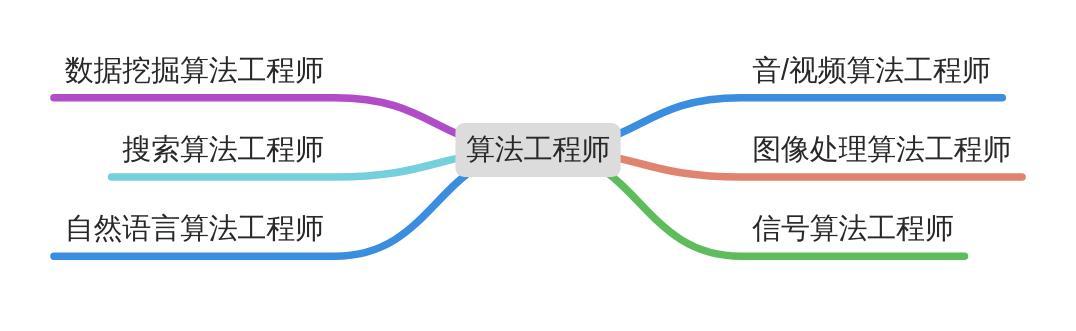 数据挖掘算法工程师
搜索算法工程师
自然语言算法工程师
算法工程师
音/视频算法工程师
图像处理算法工程师
信号算法工程师